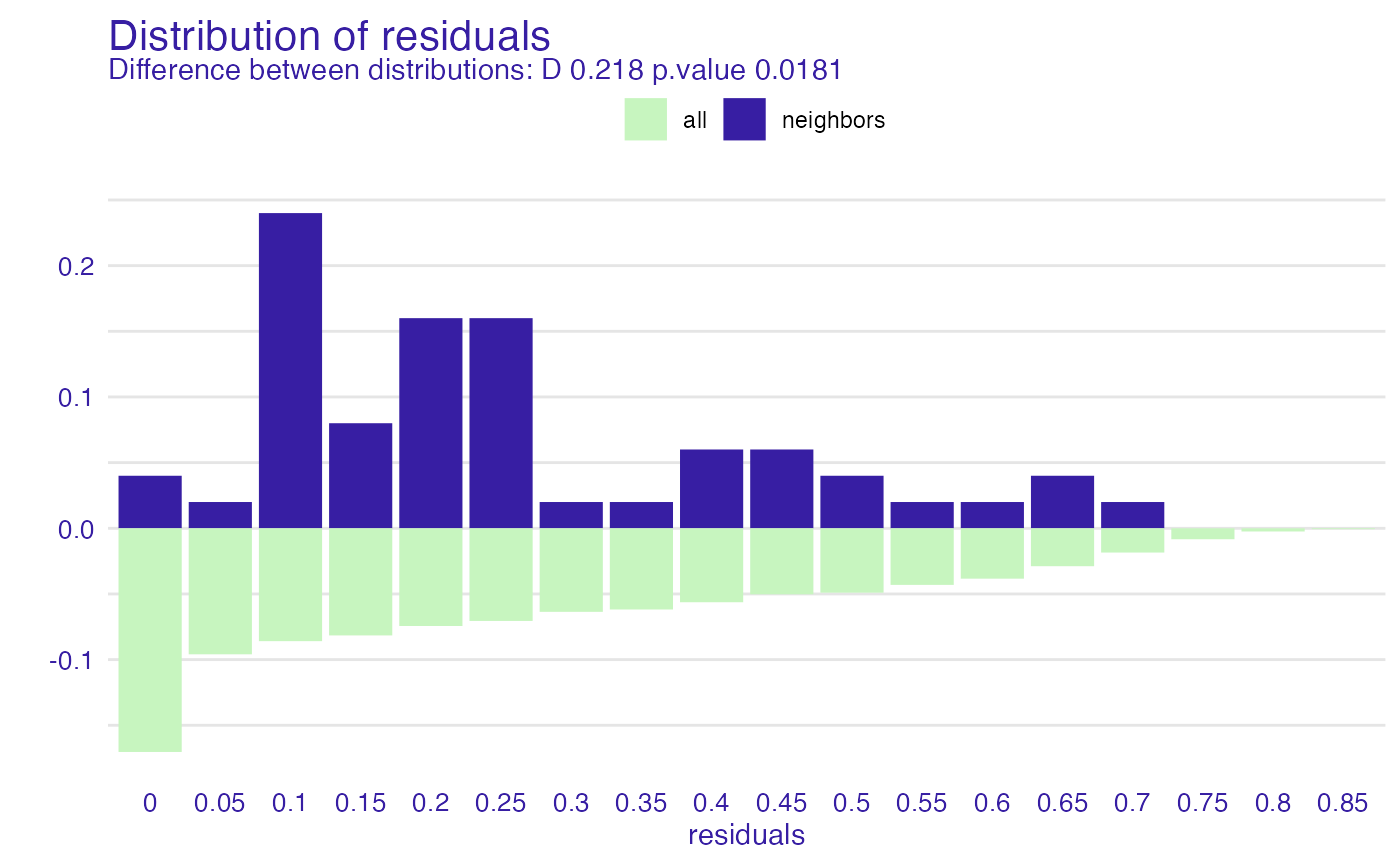 Distribution of residuals
Difference between distributions: D 0.218 p.value 0.0181
all neighbors
0.2
0.1
0.0
-0.1
0 0.05 0.1 0.15 0.2 0.25 0.3 0.35 0.4 0.45 0.5 0.55 0.6 0.65 0.7 0.75 0.8 0.85
residuals